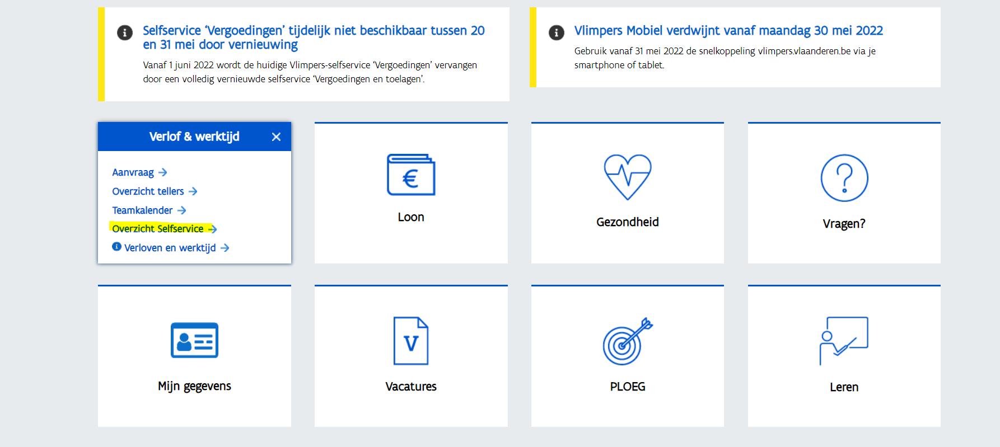 Selfservice ‘Vergoedingen’ tijdelijk niet beschikbaar tussen 20
en 31 mei door vernieuwing
Vanaf 1 juni 2022 wordt de huidige Vlimpers-selfservice ‘Vergoedingen’ vervangen
door een volledig vernieuwde selfservice ‘Vergoedingen en toelagen’.
Vlimpers Mobiel verdwijnt vanaf maandag 30 mei 2022
Gebruik vanaf 31 mei 2022 de snelkoppeling vlimpers.vlaanderen.be via je
smartphone of tablet.
Verlof & werktijd
Aanvraag
Overzicht tellers
Teamkalender
Overzicht Selfservice
Verloven en werktijd
€
Loon
Gezondheid
?
Vragen?
Mijn gegevens
V
Vacatures
PLOEG
Leren